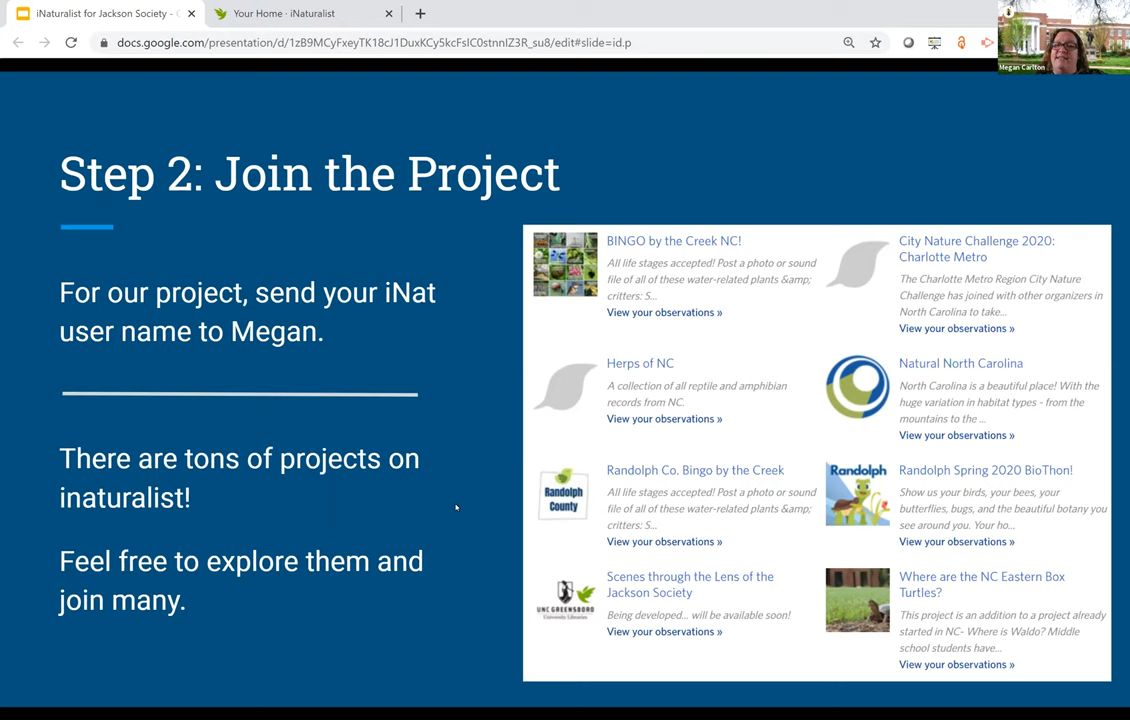 iNaturalist for Jackson Society -
Your Home · iNaturalist
docs.google.com/presentation/d/1zB9MCyFxeyTK18cJ1DuxKCy5kcFsIC0stnnIZ3R_su8/edit#slide=id.p
Megan Carlton
Step 2: Join the Project
For our project, send your iNat
user name to Megan.
There are tons of projects on
inaturalist!
Feel free to explore them and
join many.
BINGO by the Creek NC!
All life stages accepted! Post a photo or sound
file of all of these water-related plants &amp;
critters: S...
View your observations »
City Nature Challenge 2020:
Charlotte Metro
The Charlotte Metro Region City Nature
Challenge has joined with other organizers in
North Carolina to take...
View your observations »
Herps of NC
A collection of all reptile and amphibian
records from NC.
View your observations »
Natural North Carolina
North Carolina is a beautiful place! With the
huge variation in habitat types - from the
mountains to the ...
View your observations »
Randolph
County
Randolph Co. Bingo by the Creek
All life stages accepted! Post a photo or sound
file of all of these water-related plants &amp;
critters: S...
View your observations »
Randolph
Randolph Spring 2020 BioThon!
Show us your birds, your bees, your
butterflies, bugs, and the beautiful botany you
see around you. Your ho...
View your observations »
UNC GREENSBORO
University Libraries
Scenes through the Lens of the
Jackson Society
Being developed... will be available soon!
View your observations »
Where are the NC Eastern Box
Turtles?
This project is an addition to a project already
started in NC- Where is Waldo? Middle
school students have...
View your observations »